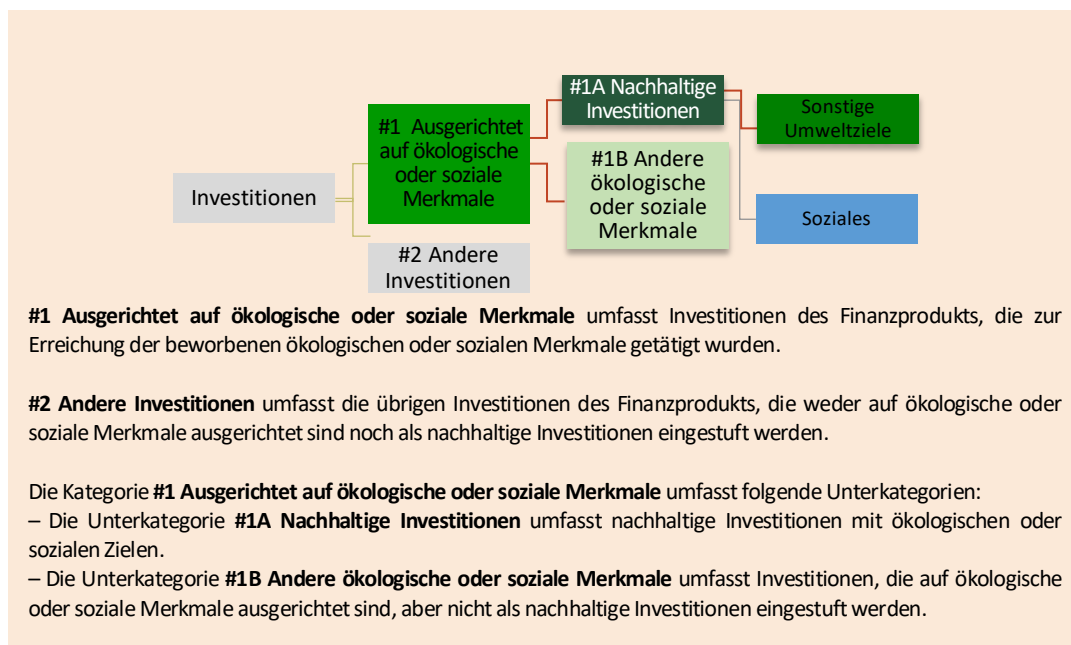 #1A Nachhaltige
Investitionen
Sonstige
Umweltziele
#1 Ausgerichtet
auf ökologische
oder soziale
Merkmale
#1B Andere
ökologische
oder soziale
Merkmale
Investitionen
Soziales
#2 Andere
Investitionen
#1 Ausgerichtet auf ökologische oder soziale Merkmale umfasst Investitionen des Finanzprodukts, die zur
Erreichung der beworbenen ökologischen oder sozialen Merkmale getätigt wurden.
#2 Andere Investitionen umfasst die übrigen Investitionen des Finanzprodukts, die weder auf ökologische oder
soziale Merkmale ausgerichtet sind noch als nachhaltige Investitionen eingestuft werden.
Die Kategorie #1 Ausgerichtet auf ökologische oder soziale Merkmale umfasst folgende Unterkategorien:
– Die Unterkategorie #1A Nachhaltige Investitionen umfasst nachhaltige Investitionen mit ökologischen oder
sozialen Zielen.
– Die Unterkategorie #1B Andere ökologische oder soziale Merkmale umfasst Investitionen, die auf ökologische
oder soziale Merkmale ausgerichtet sind, aber nicht als nachhaltige Investitionen eingestuft werden.